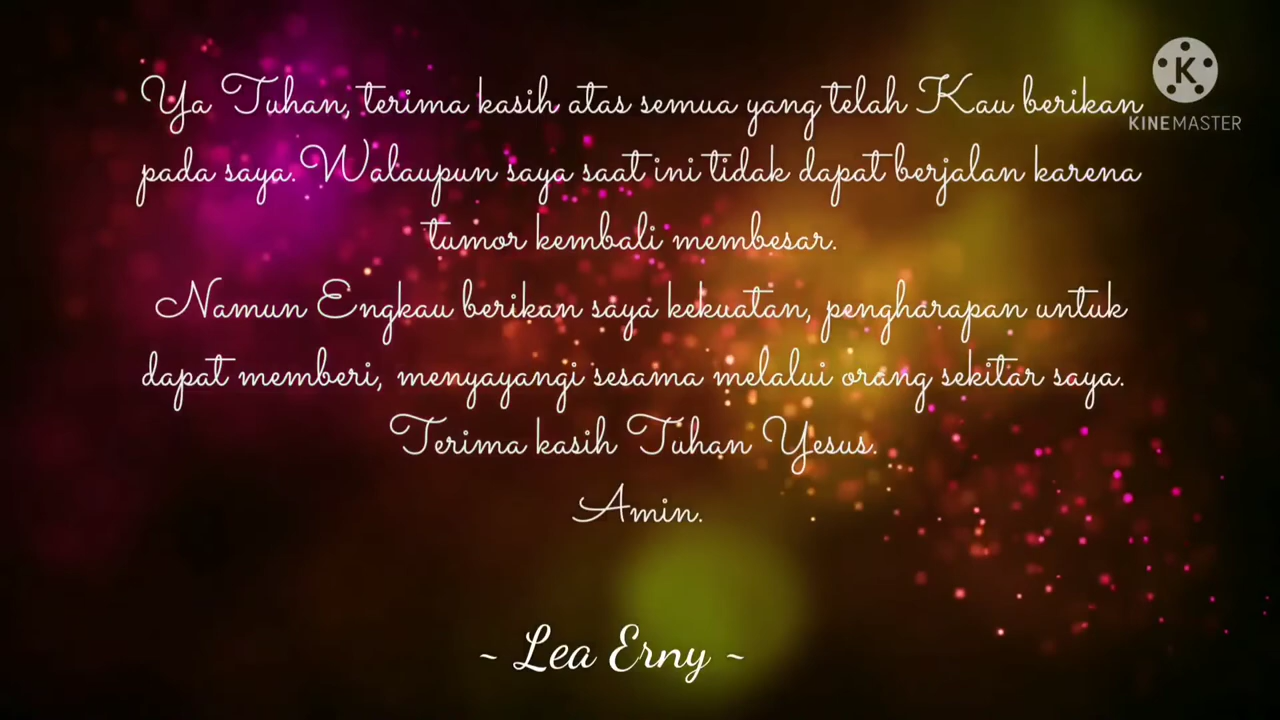 Ya Tuhan, terima kasih atas semua yang telah Kau berikan
pada saya. Walaupun saya saat ini tidak dapat berjalan karena
tumor kembali membesar.
Namun Engkau berikan saya kekuatan, pengharapan untuk
dapat memberi, menyayangi sesama melalui orang sekitar saya.
Terima kasih Tuhan Yesus.
Amin.
~ Lea Erny ~
K
KINEMASTER